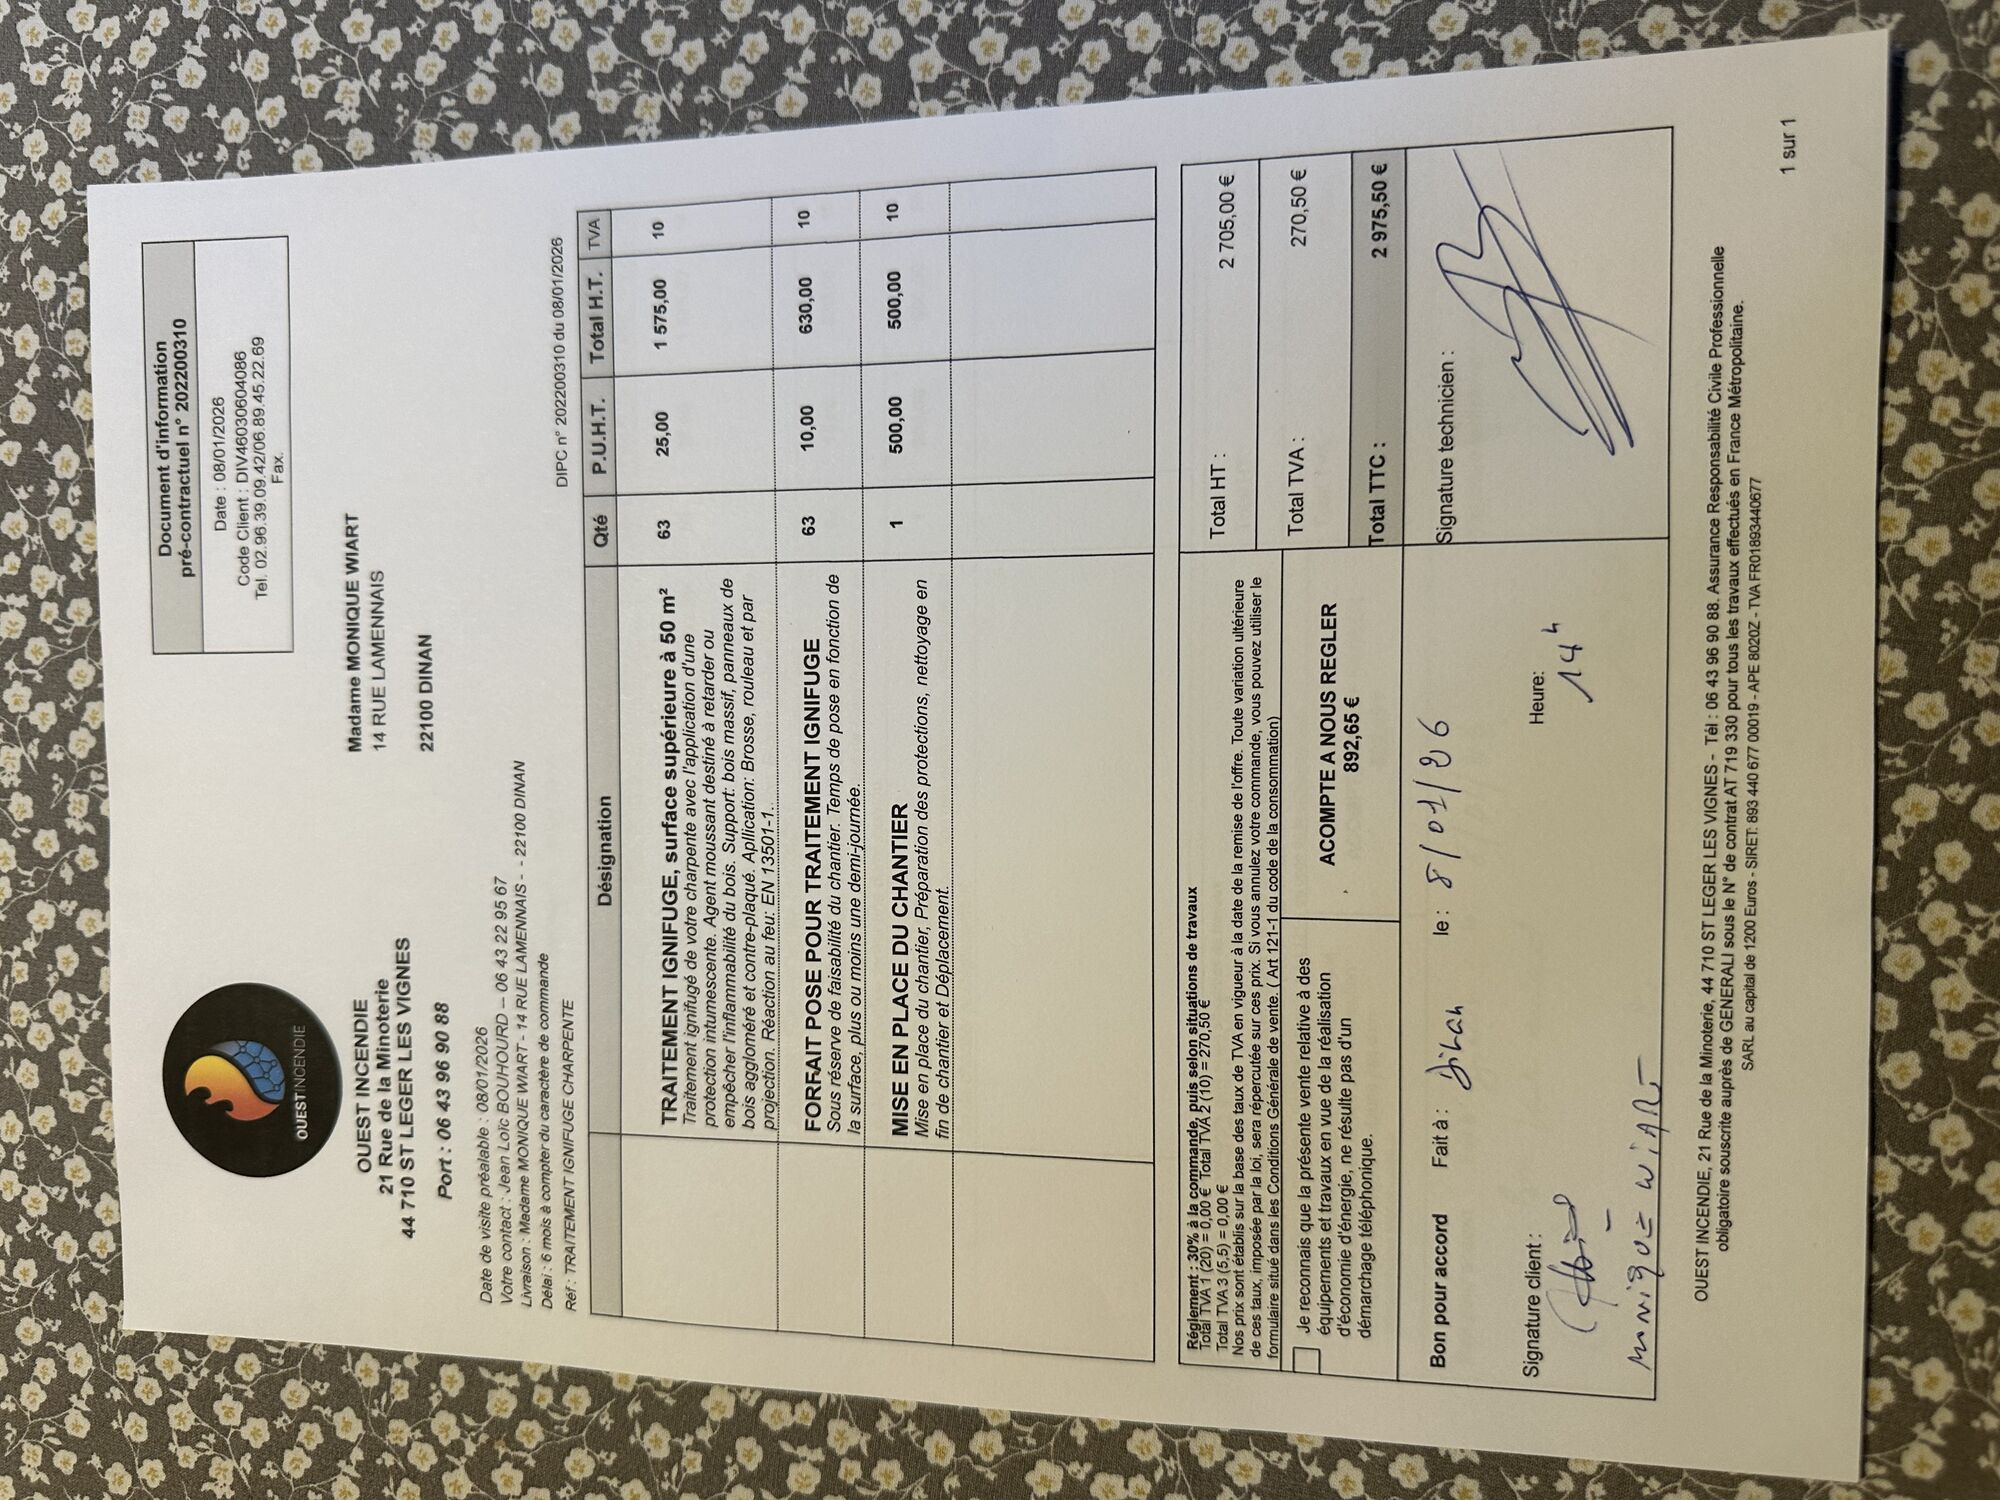 OUEST INCENDIE
Document d'information
pré-contractuel n° 202200310
Date : 08/01/2026
Code Client : DIV46030604086
Tel. 02.96.39.09.42/06.89.45.22.69
Fax.
OUEST INCENDIE
21 Rue de la Minoterie
44 710 ST LEGER LES VIGNES
Port : 06 43 96 90 88
Madame MONIQUE WIART
14 RUE LAMENNAIS
22100 DINAN
Date de visite préalable : 08/01/2026
Votre contact : Jean Loïc BOUHOURD – 06 43 22 95 67
Livraison : Madame MONIQUE WIART - 14 RUE LAMENNAIS - - 22100 DINAN
Délai : 6 mois à compter du caractère de commande
Réf : TRAITEMENT IGNIFUGE CHARPENTE
DIPC n° 202200310 du 08/01/2026
Désignation Qté P.U.H.T. Total H.T. TVA
TRAITEMENT IGNIFUGE, surface supérieure à 50 m² 63 25,00 1 575,00 10
Traitement ignifugé de votre charpente avec l'application d'une
protection intumescente. Agent moussant destiné à retarder ou
empêcher l'inflammabilité du bois. Support: bois massif, panneaux de
bois aggloméré et contre-plaqué. Apllication: Brosse, rouleau et par
projection. Réaction au feu: EN 13501-1.
FORFAIT POSE POUR TRAITEMENT IGNIFUGE 63 10,00 630,00 10
Sous réserve de faisabilité du chantier. Temps de pose en fonction de
la surface, plus ou moins une demi-journée.
MISE EN PLACE DU CHANTIER 1 500,00 500,00 10
Mise en place du chantier, Préparation des protections, nettoyage en
fin de chantier et Déplacement.
Réglement : 30% à la commande, puis selon situations de travaux
Total TVA 1 (20) = 0,00 € Total TVA 2 (10) = 270,50 €
Total TVA 3 (5,5) = 0,00 €
Nos prix sont établis sur la base des taux de TVA en vigueur à la date de la remise de l'offre. Toute variation ultérieure
de ces taux, imposée par la loi, sera répercutée sur ces prix. Si vous annulez votre commande, vous pouvez utiliser le
formulaire situé dans les Conditions Générale de vente. ( Art 121-1 du code de la consommation)
Total HT : 2 705,00 €
Total TVA : 270,50 €
Total TTC : 2 975,50 €
Je reconnais que la présente vente relative à des
équipements et travaux en vue de la réalisation
d'économie d'énergie, ne résulte pas d'un
démarchage téléphonique.
ACOMPTE A NOUS REGLER
892,65 €
Bon pour accord Fait à : Dinan le : 8/01/26
Signature client : Heure: 14h
Monique WIART
Signature technicien :
OUEST INCENDIE, 21 Rue de la Minoterie, 44 710 ST LEGER LES VIGNES - Tél : 06 43 96 90 88. Assurance Responsabilité Civile Professionnelle
obligatoire souscrite auprès de GENERALI sous le N° de contrat AT 719 330 pour tous les travaux effectués en France Métropolitaine.
SARL au capital de 1200 Euros - SIRET: 893 440 677 00019 - APE 8020Z - TVA FR01893440677
1 sur 1